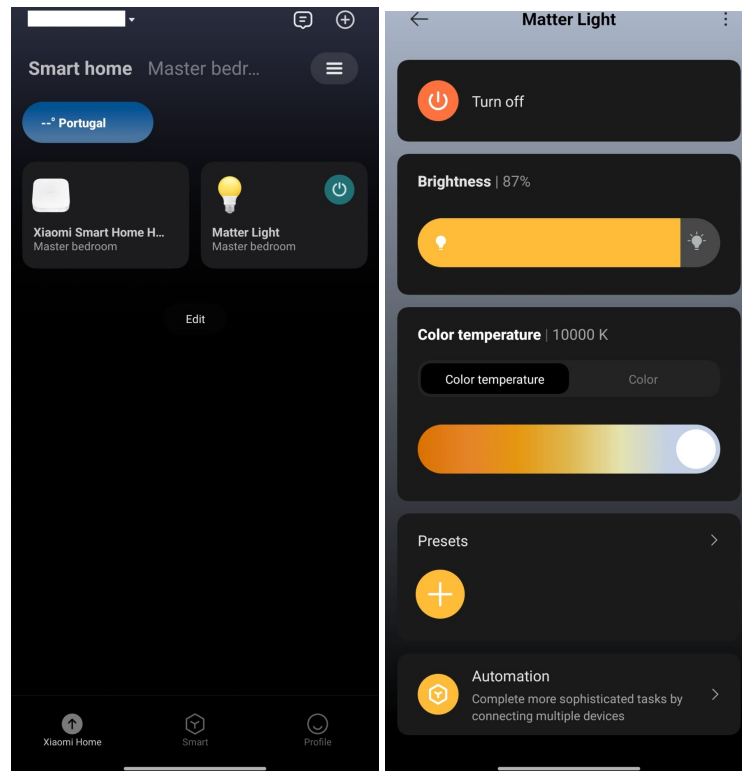 Smart home Master bedr...
--° Portugal
Xiaomi Smart Home H...
Master bedroom
Matter Light
Master bedroom
Edit
Xiaomi Home
Smart
Profile
Matter Light
Turn off
Brightness | 87%
Color temperature | 10000 K
Color temperature
Color
Presets
Automation
Complete more sophisticated tasks by
connecting multiple devices